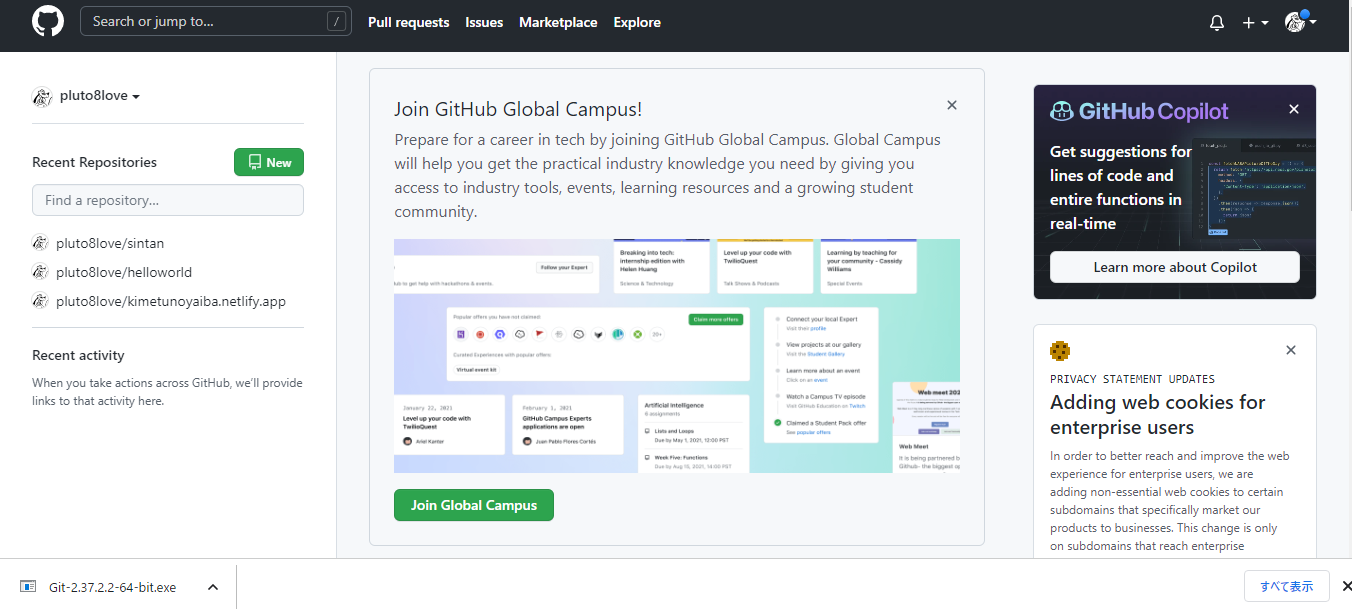 Search or jump to... /
Pull requests Issues Marketplace Explore
pluto8love
Recent Repositories
New
Find a repository...
pluto8love/sintan
pluto8love/helloworld
pluto8love/kimetunoyaiba.netlify.app
Recent activity
When you take actions across GitHub, we'll provide
links to that activity here.
Join GitHub Global Campus!
Prepare for a career in tech by joining GitHub Global Campus. Global Campus
will help you get the practical industry knowledge you need by giving you
access to industry tools, events, learning resources and a growing student
community.
Follow your Expert
lub to get help with hackathons & events.
Breaking into tech:
internship edition with
Helen Huang
Science & Technology
Level up your code with
TwilioQuest
Talk Shows & Podcasts
Learning by teaching for
your community - Cassidy
Williams
Special Events
Popular offers you have not claimed:
Claim more offers
20+
Curated Experiences with popular offers:
Virtual event kit
Connect your local Expert
Visit their profile
View projects at our gallery
Visit the Student Gallery
Learn more about an event
Click on an event
Watch a Campus TV episode
Visit GitHub Education on Twitch
Claimed a Student Pack offer
See popular offers
January 22, 2021
Level up your code with
TwilioQuest
Ariel Kantor
February 1, 2021
GitHub Campus Experts
applications are open
Juan Pablo Flores Cortés
Artificial Intelligence
6 assignments
Lists and Loops
Due by May 1, 2021, 12:00 PST
Week Five: Functions
Due by Aug 15, 2021, 14:00 PST
Web meet 202
Web Meet
It is being partnered b
Github- the biggest op
Join Global Campus
GitHub Copilot
Get suggestions for
lines of code and
entire functions in
real-time
Learn more about Copilot
PRIVACY STATEMENT UPDATES
Adding web cookies for
enterprise users
In order to better reach and improve the web
experience for enterprise users, we are
adding non-essential web cookies to certain
subdomains that specifically market our
products to businesses. This change is only
on subdomains that reach enterprise
Git-2.37.2.2-64-bit.exe
すべて表示